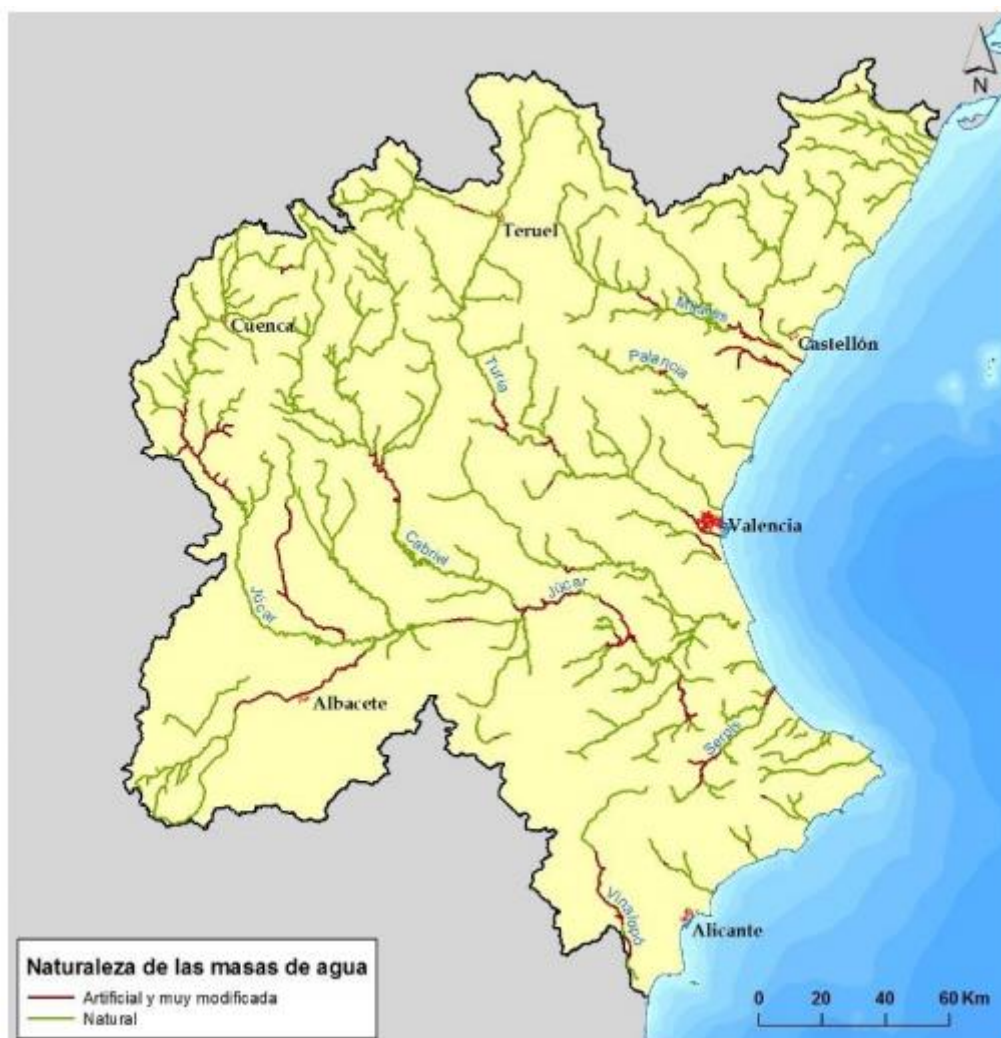 N
Teruel
Mijares
Castellón
Cuenca
Palancia
Turia
Valencia
Cabriel
Júcar
Júcar
Albacete
Serpis
Vinalopó
Alicante
Naturaleza de las masas de agua
Artificial y muy modificada
Natural
0 20 40 60 Km